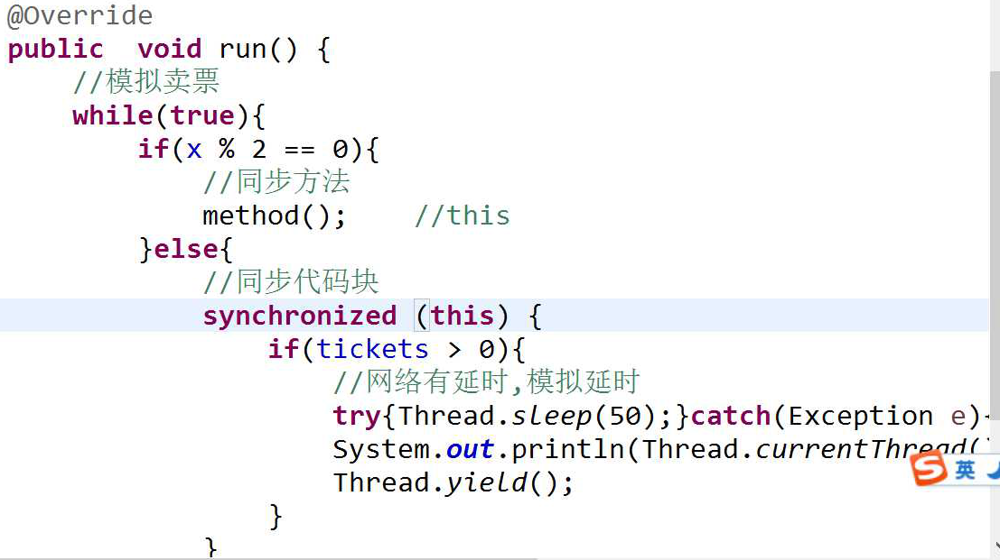 @Override
public  void run() {
    //模拟卖票
    while(true){
        if(x % 2 == 0){
            //同步方法
            method();    //this
        }else{
            //同步代码块
            synchronized (this) {
                if(tickets > 0){
                    //网络有延时,模拟延时
                    try{Thread.sleep(50);}catch(Exception e){
                    System.out.println(Thread.currentThread(
                    Thread.yield();
                }
            }
S 英